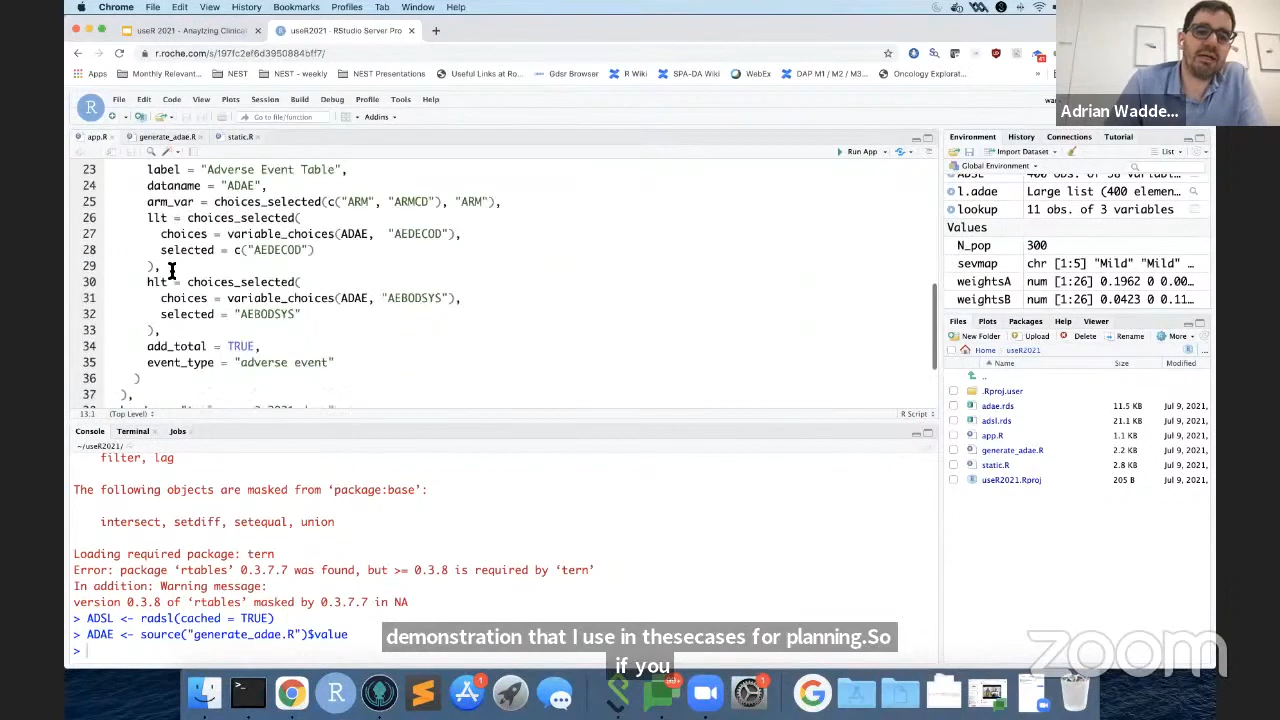 Chrome File Edit View History Bookmarks Profiles Tab Window Help
useR 2021 - Anaylzing Clinical
useR2021 - RStudio Server Pro
r.roche.com/s/197fc2ef6d3950884bff7/
Apps Monthly Relevant... NEST NEST - weekly NEST Presentations Useful Links at Ro... Gdsr Browser R Wiki SPA-DA Wiki WebEx DAP M1 / M2 / M3... Oncology Explorat...
Adrian Wadde...
File Edit Code View Plots Session Build Debug Profile Tools Help
Go to file/function Addins
app.R generate_adae.R static.R
Run App
23 label = "Adverse Event Table",
24 dataname = "ADAE",
25 arm_var = choices_selected(c("ARM", "ARMCD"), "ARM"),
26 llt = choices_selected(
27 choices = variable_choices(ADAE, "AEDECOD"),
28 selected = c("AEDECOD")
29 ),
30 hlt = choices_selected(
31 choices = variable_choices(ADAE, "AEBODSYS"),
32 selected = "AEBODSYS"
33 ),
34 add_total = TRUE,
35 event_type = "adverse event"
36 )
37 ),
13:1 (Top Level) R Script
Console Terminal Jobs
~/useR2021/
filter, lag
The following objects are masked from ‘package:base’:
intersect, setdiff, setequal, union
Loading required package: tern
Error: package ‘rtables’ 0.3.7.7 was found, but >= 0.3.8 is required by ‘tern’
In addition: Warning message:
version 0.3.8 of ‘rtables’ masked by 0.3.7.7 in NA
> ADSL <- radsl(cached = TRUE)
> ADAE <- source("generate_adae.R")$value
>
Environment History Connections Tutorial
Import Dataset List
Global Environment
l.adae Large list (400 elemen...
lookup 11 obs. of 3 variables
Values
N_pop 300
sevmap chr [1:5] "Mild" "Mild" ...
weightsA num [1:26] 0.1962 0 0.00...
weightsB num [1:26] 0.0423 0 0.11...
Files Plots Packages Help Viewer
New Folder Upload Delete Rename More
Home useR2021
Name Size Modified
..
.Rproj.user
adae.rds 11.5 KB Jul 9, 2021,
adsl.rds 21.1 KB Jul 9, 2021,
app.R 1.1 KB Jul 9, 2021,
generate_adae.R 2.2 KB Jul 9, 2021,
static.R 2.8 KB Jul 9, 2021,
useR2021.Rproj 205 B Jul 9, 2021,
demonstration that I use in thesecases for planning.So
if you
zoom